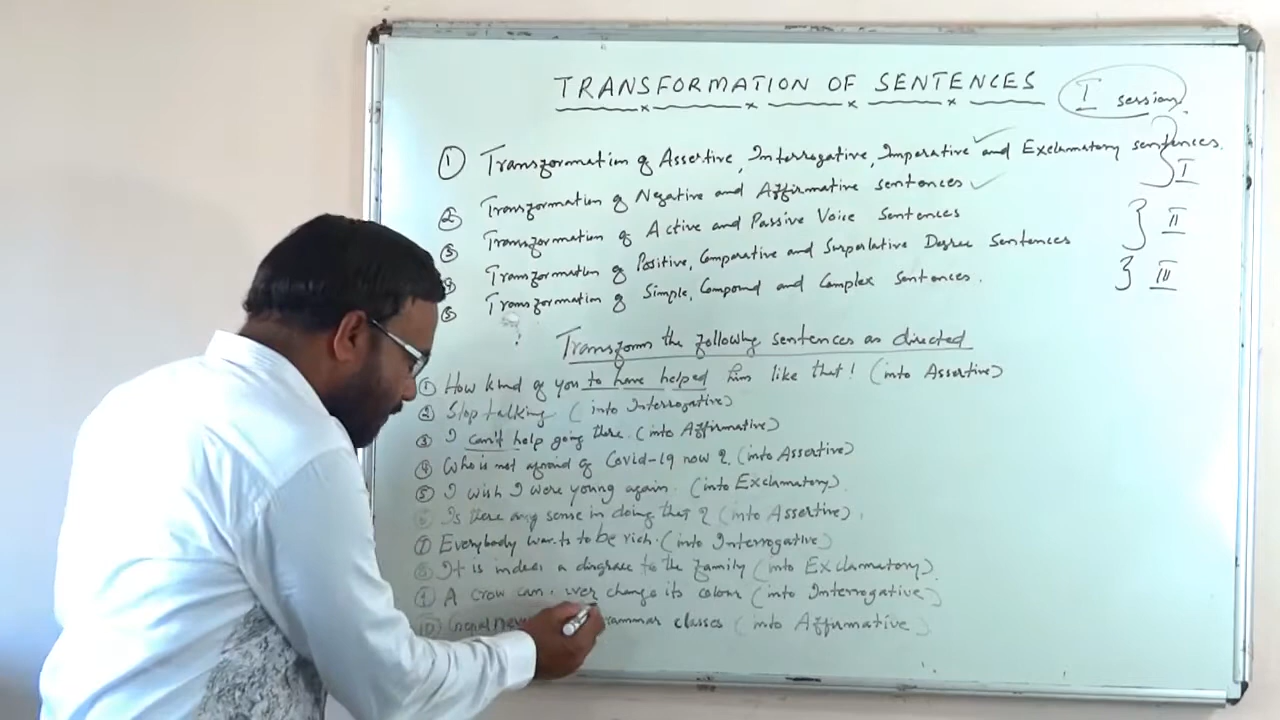 TRANSFORMATION OF SENTENCES I session
① Transformation of Assertive, Interrogative, Imperative and Exclamatory sentences.
② Transformation of Negative and Affirmative sentences } I
③ Transformation of Active and Passive Voice Sentences } II
④ Transformation of Positive, Comparative and Surperlative Degree Sentences
⑤ Transformation of Simple, Compound and Complex Sentences. } III
Transform the following sentences as directed
① How kind of you to have helped him like that! (into Assertive)
② Stop talking (into Interrogative)
③ I can't help going there. (into Affirmative)
④ Who is not afraid of Covid-19 now? (into Assertive)
⑤ I wish I were young again. (into Exclamatory).
⑥ Is there any sense in doing that? (into Assertive).
⑦ Everybody wants to be rich. (into Interrogative)
⑧ It is indeed a disgrace to the family (into Exclamatory).
⑨ A crow can change its colour (into Interrogative)
⑩ classes (into Affirmative)